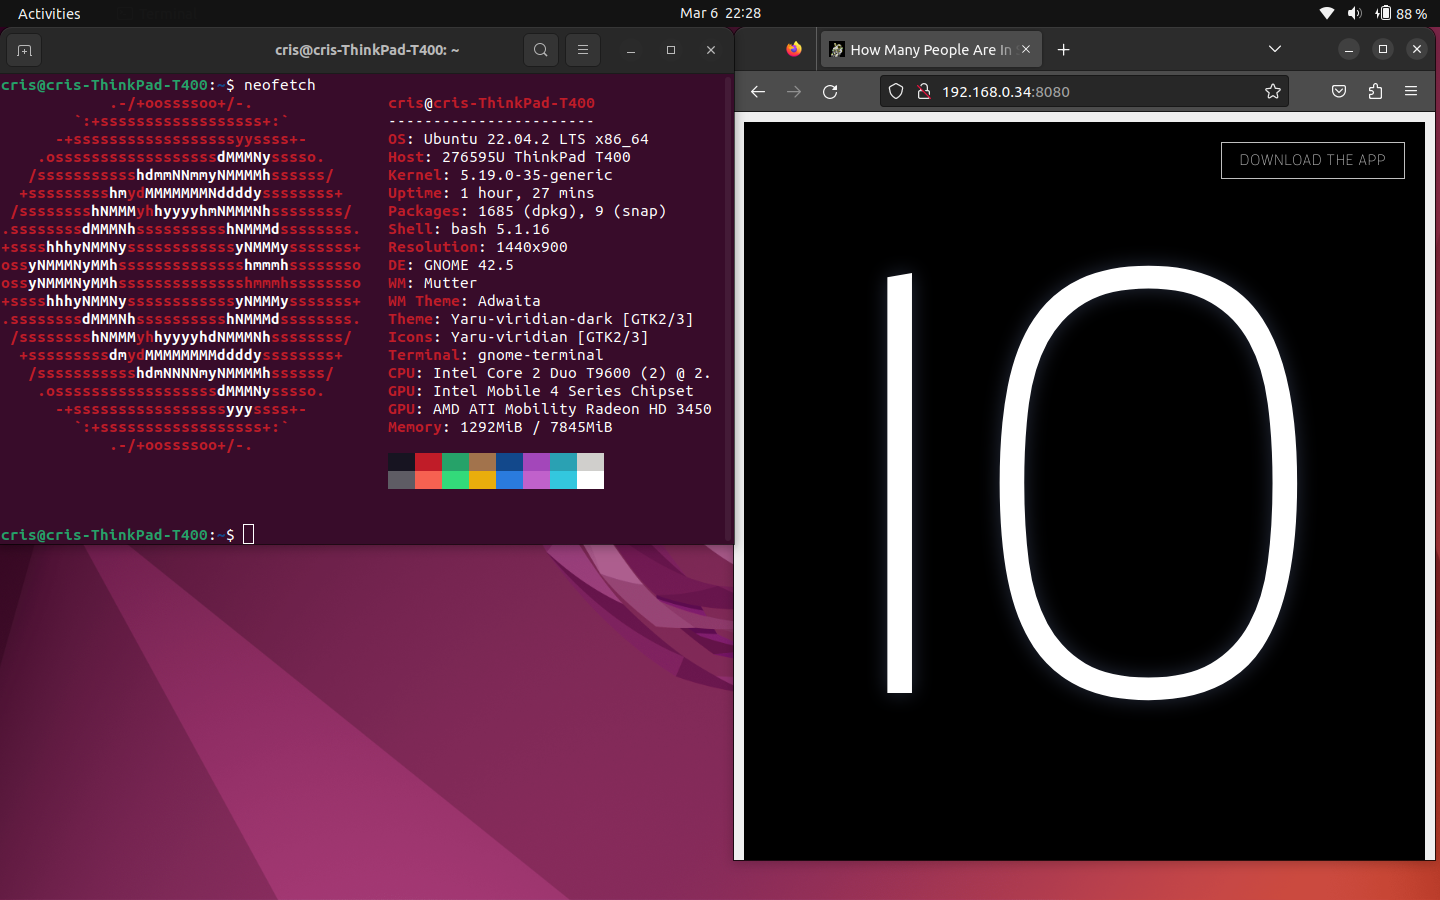 Activities
Mar 6 22:28
88 %
cris@cris-ThinkPad-T400: ~
cris@cris-ThinkPad-T400:~$ neofetch
.-/+oossssoo+/-.
`:+ssssssssssssssssss+:`
-+ssssssssssssssssssyyssss+-
.ossssssssssssssssssdMMMNysssso.
/ssssssssssshdmmNNmmyNMMMMhssssss/
+ssssssssshmydMMMMMMMNddddyssssssss+
/sssssssshNMMMyhhyyyyhmNMMMNhssssssss/
.ssssssssdMMMNhsssssssssshNMMMdssssssss.
+sssshhhyNMMNyssssssssssssyNMMMysssssss+
ossyNMMMNyMMhsssssssssssssshmmmhssssssso
ossyNMMMNyMMhsssssssssssssshmmmhssssssso
+sssshhhyNMMNyssssssssssssyNMMMysssssss+
.ssssssssdMMMNhsssssssssshNMMMdssssssss.
/sssssssshNMMMyhhyyyyhdNMMMNhssssssss/
+sssssssssdmydMMMMMMMMddddyssssssss+
/ssssssssssshdmNNNNmyNMMMMhssssss/
.ossssssssssssssssssdMMMNysssso.
-+sssssssssssssssssyyyssss+-
`:+ssssssssssssssssss+:`
.-/+oossssoo+/-.
cris@cris-ThinkPad-T400
-----------------------
OS: Ubuntu 22.04.2 LTS x86_64
Host: 276595U ThinkPad T400
Kernel: 5.19.0-35-generic
Uptime: 1 hour, 27 mins
Packages: 1685 (dpkg), 9 (snap)
Shell: bash 5.1.16
Resolution: 1440x900
DE: GNOME 42.5
WM: Mutter
WM Theme: Adwaita
Theme: Yaru-viridian-dark [GTK2/3]
Icons: Yaru-viridian [GTK2/3]
Terminal: gnome-terminal
CPU: Intel Core 2 Duo T9600 (2) @ 2.
GPU: Intel Mobile 4 Series Chipset
GPU: AMD ATI Mobility Radeon HD 3450
Memory: 1292MiB / 7845MiB
cris@cris-ThinkPad-T400:~$
How Many People Are In
192.168.0.34:8080
DOWNLOAD THE APP
10